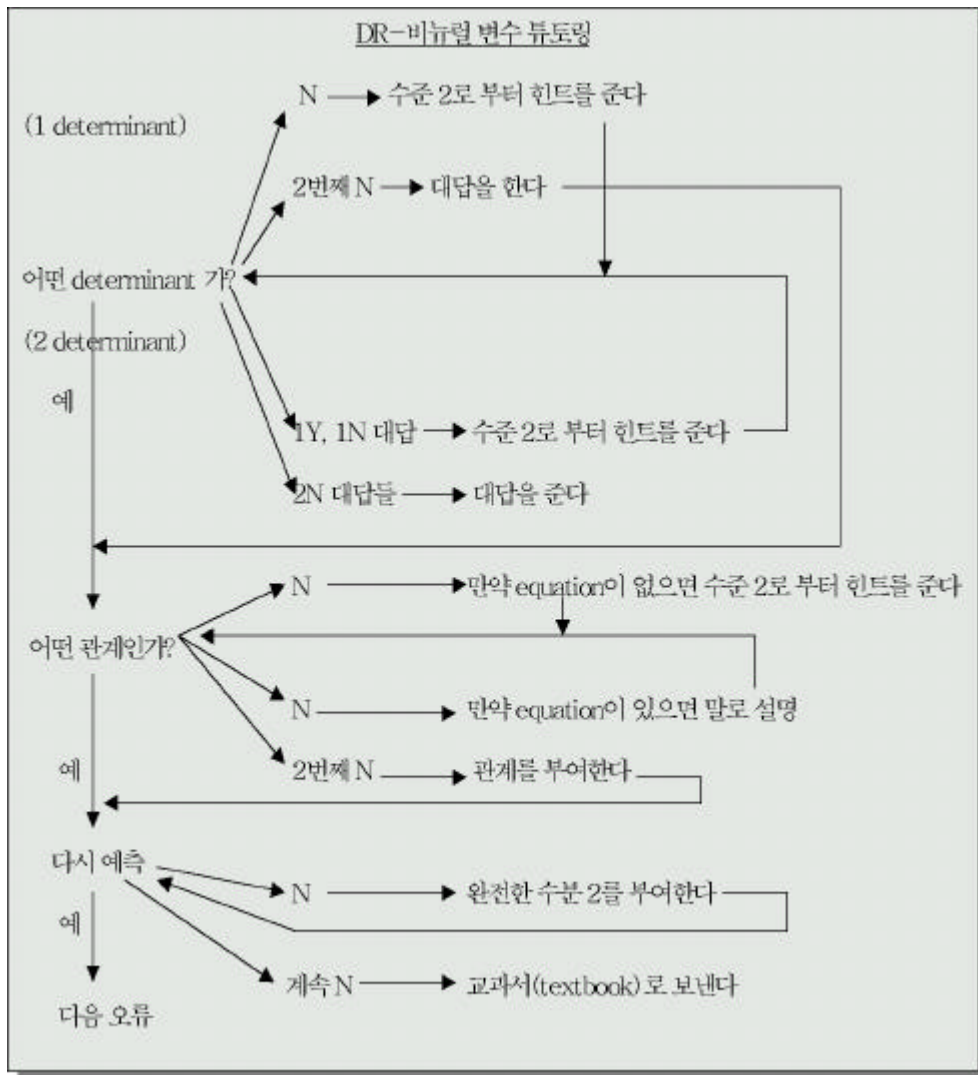 DR-비뉴럴 변수 튜토링
N 수준 2로 부터 힌트를 준다
(1 determinant)
2번째 N 대답을 한다
어떤 determinant 가?
(2 determinant)
예
1Y, 1N 대답 수준 2로 부터 힌트를 준다
2N 대답들 대답을 준다
N 만약 equation이 없으면 수준 2로 부터 힌트를 준다
어떤 관계인가?
N 만약 equation이 있으면 말로 설명
예 2번째 N 관계를 부여한다
다시 예측
N 완전한 수분 2를 부여한다
예
계속 N 교과서(textbook)로 보낸다
다음 오류